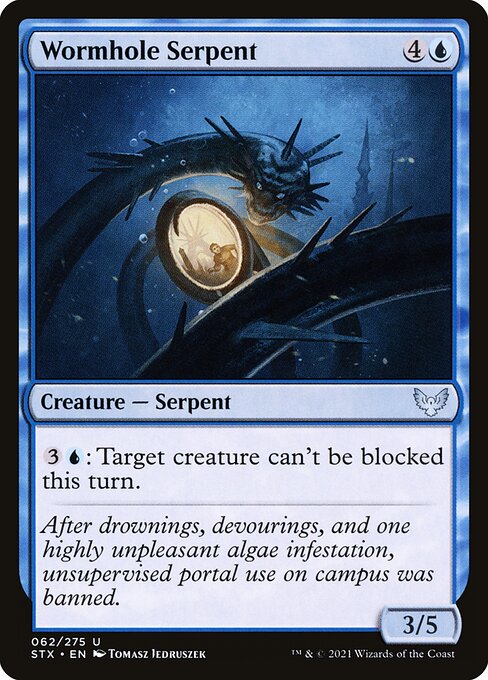 Wormhole Serpent 4
Creature — Serpent
3 : Target creature can't be blocked
this turn.
After drownings, devourings, and one
highly unpleasant algae infestation,
unsupervised portal use on campus was
banned.
3/5
062/275 U
STX • EN Tomasz Jedruszek
™ & © 2021 Wizards of the Coast